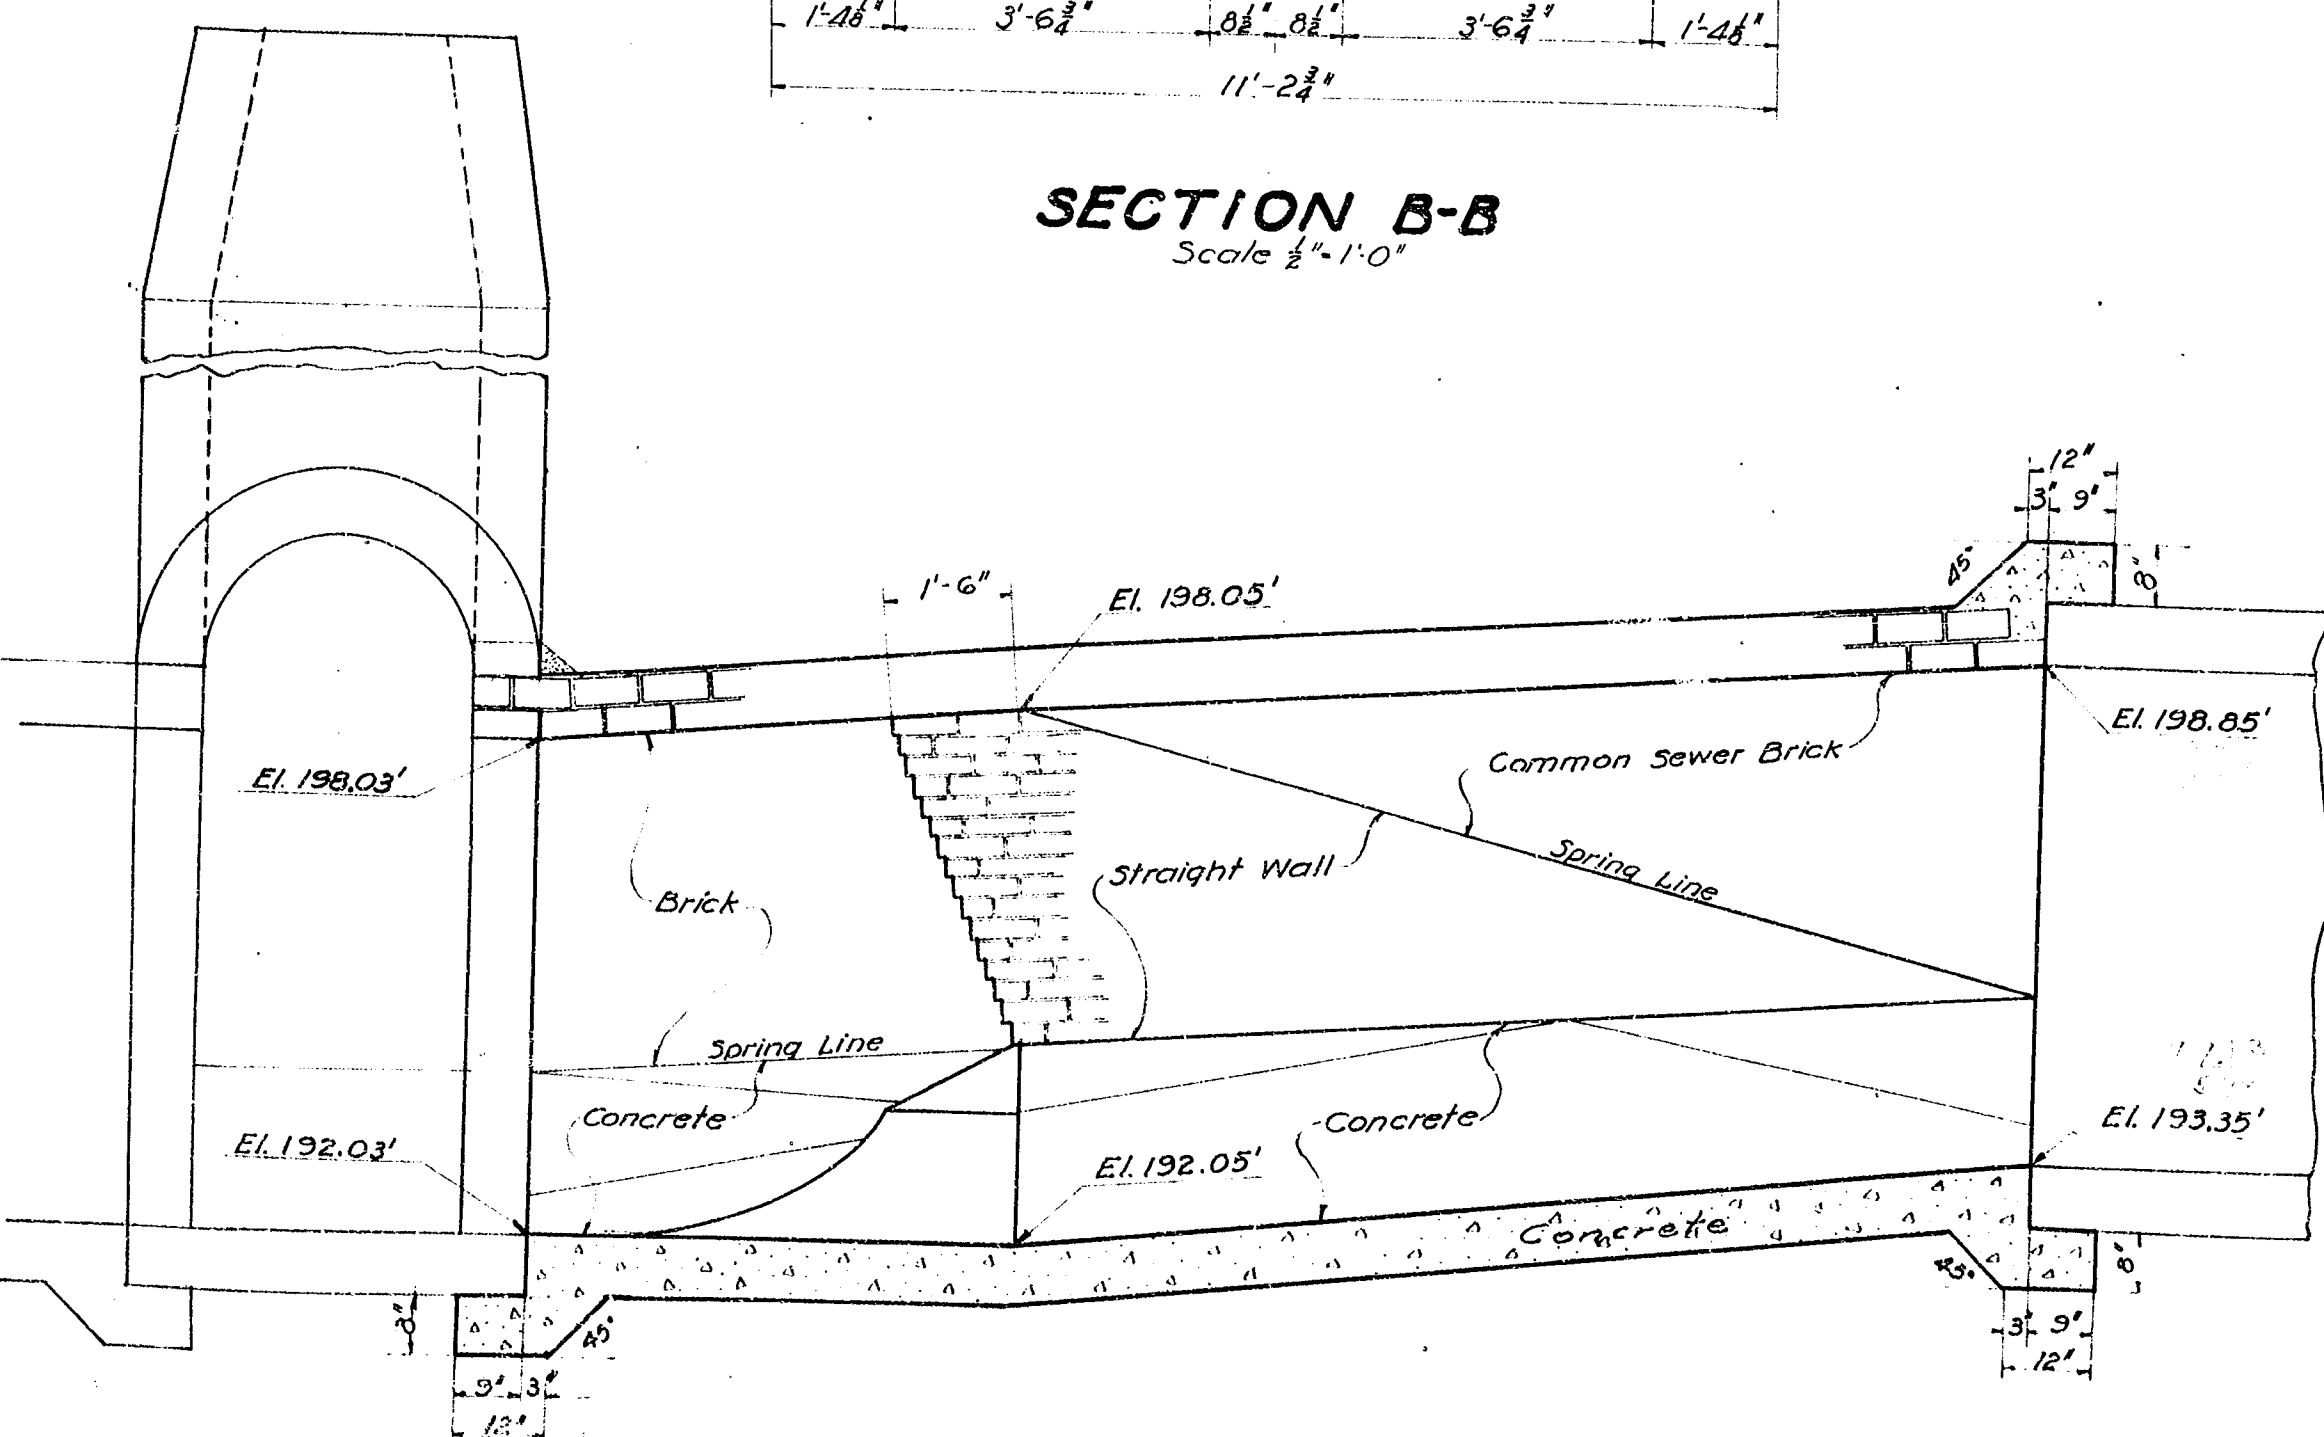 1'-4⅛" 3'-6¾" 8½" 8½" 3'-6¾" 1'-4⅛"
11'-2¾"
SECTION B-B
Scale ½"=1'-0"
12"
3" 9"
45°
8"
1'-6"
El. 198.05'
El. 198.85'
Common Sewer Brick
El. 198.03'
Spring Line
Straight Wall
Brick
Spring Line
Concrete
Concrete
El. 192.03'
El. 192.05'
El. 193.35'
Concrete
45°
8"
8"
45°
3" 9"
12"
9" 3"
12"